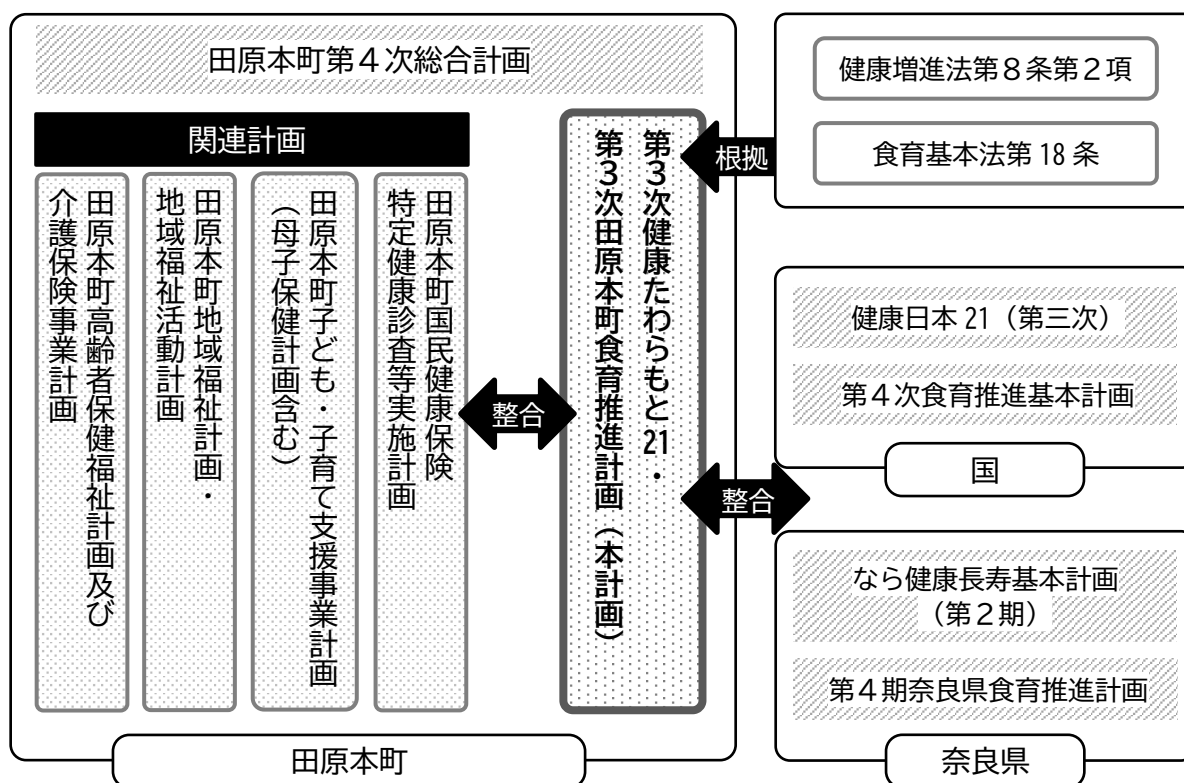 田原本町第４次総合計画
関連計画
田原本町国民健康保険
特定健康診査等実施計画
田原本町子ども・子育て支援事業計画
（母子保健計画含む）
田原本町地域福祉計画・
地域福祉活動計画
田原本町高齢者保健福祉計画及び
介護保険事業計画
整合
第３次健康たわらもと21・
第３次田原本町食育推進計画（本計画）
田原本町
根拠
健康増進法第８条第２項
食育基本法第 18 条
整合
健康日本 21（第三次）
第４次食育推進基本計画
国
なら健康長寿基本計画
（第２期）
第４期奈良県食育推進計画
奈良県